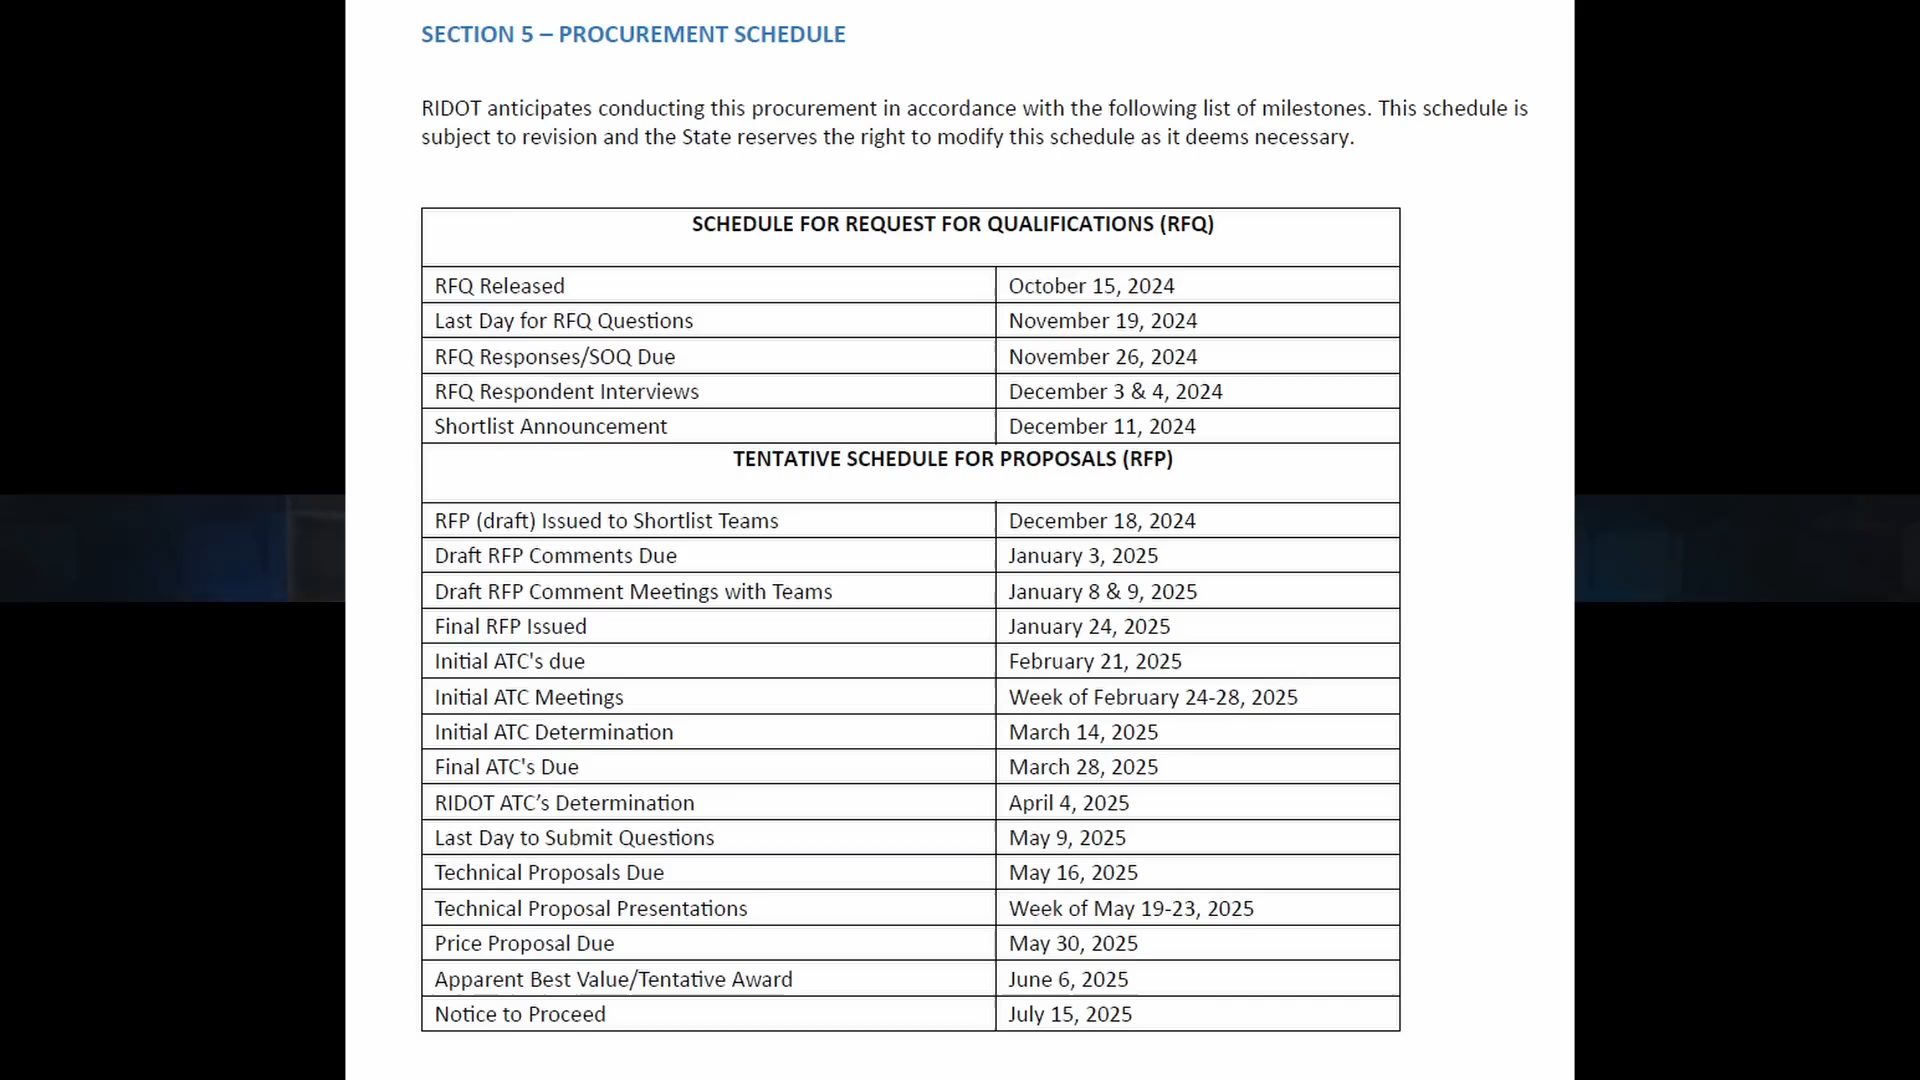 SECTION 5 – PROCUREMENT SCHEDULE
RIDOT anticipates conducting this procurement in accordance with the following list of milestones. This schedule is
subject to revision and the State reserves the right to modify this schedule as it deems necessary.
SCHEDULE FOR REQUEST FOR QUALIFICATIONS (RFQ)
RFQ Released October 15, 2024
Last Day for RFQ Questions November 19, 2024
RFQ Responses/SOQ Due November 26, 2024
RFQ Respondent Interviews December 3 & 4, 2024
Shortlist Announcement December 11, 2024
TENTATIVE SCHEDULE FOR PROPOSALS (RFP)
RFP (draft) Issued to Shortlist Teams December 18, 2024
Draft RFP Comments Due January 3, 2025
Draft RFP Comment Meetings with Teams January 8 & 9, 2025
Final RFP Issued January 24, 2025
Initial ATC's due February 21, 2025
Initial ATC Meetings Week of February 24-28, 2025
Initial ATC Determination March 14, 2025
Final ATC's Due March 28, 2025
RIDOT ATC’s Determination April 4, 2025
Last Day to Submit Questions May 9, 2025
Technical Proposals Due May 16, 2025
Technical Proposal Presentations Week of May 19-23, 2025
Price Proposal Due May 30, 2025
Apparent Best Value/Tentative Award June 6, 2025
Notice to Proceed July 15, 2025